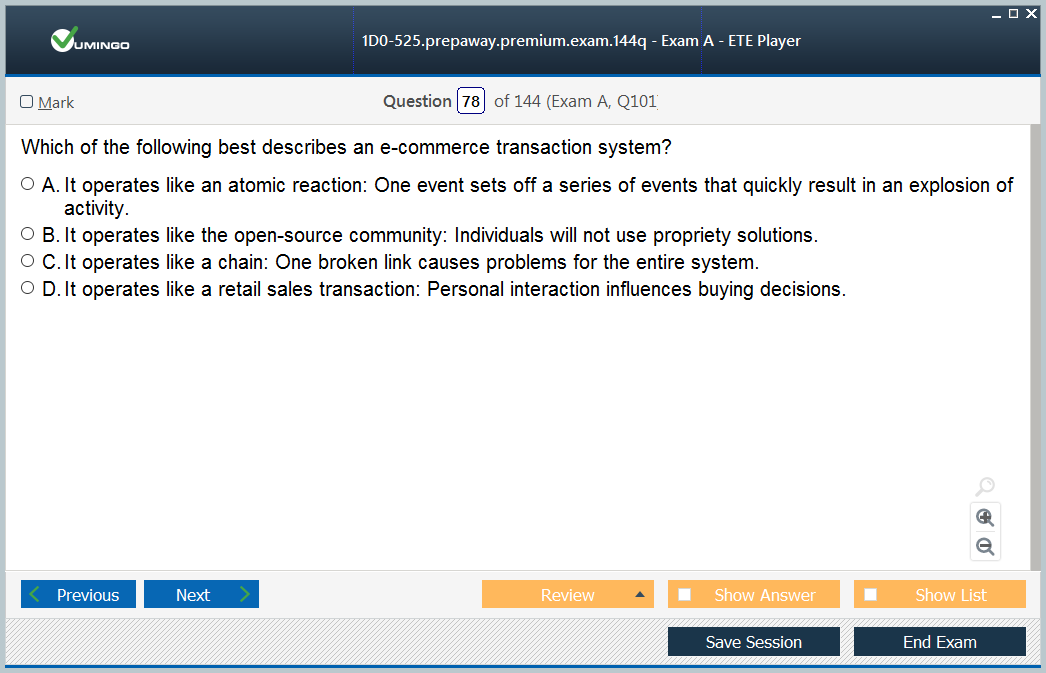 VUMINGO
1D0-525.prepaway.premium.exam.144q - Exam A - ETE Player
Mark
Question 78 of 144 (Exam A, Q101
Which of the following best describes an e-commerce transaction system?
A. It operates like an atomic reaction: One event sets off a series of events that quickly result in an explosion of
activity.
B. It operates like the open-source community: Individuals will not use propriety solutions.
C. It operates like a chain: One broken link causes problems for the entire system.
D. It operates like a retail sales transaction: Personal interaction influences buying decisions.
Previous Next Review Show Answer Show List
Save Session End Exam